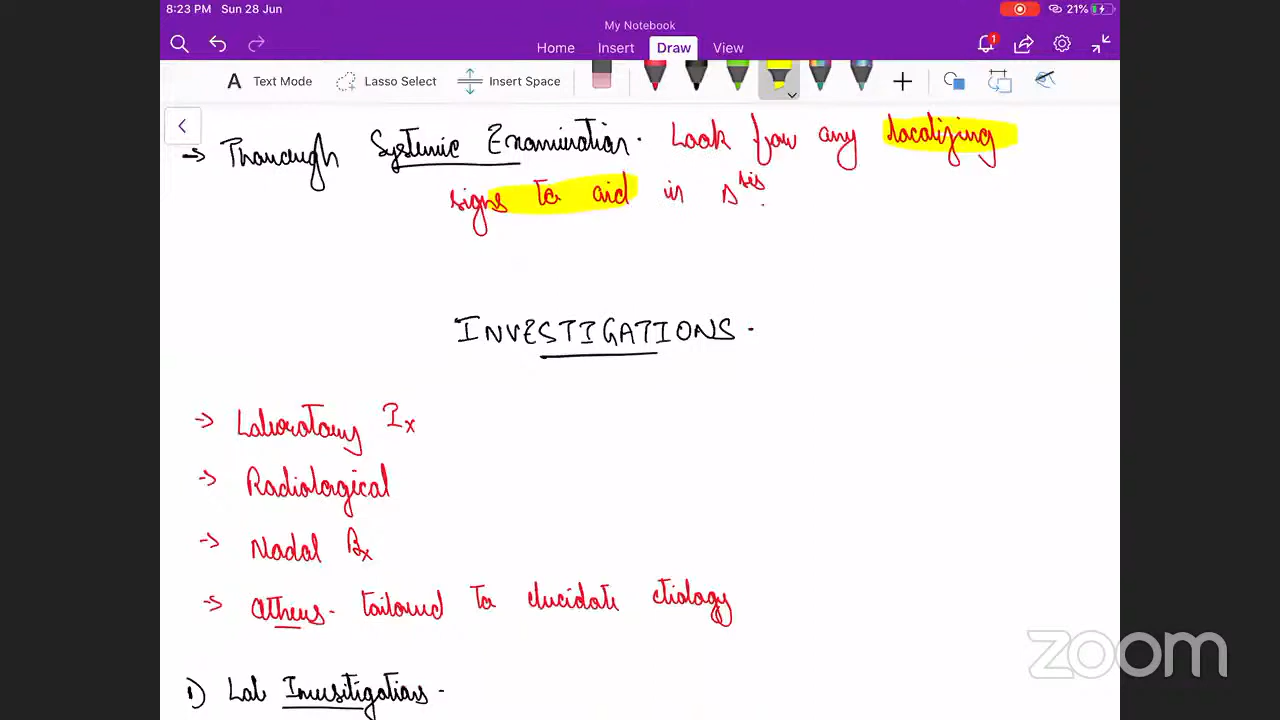 8:23 PM Sun 28 Jun 21%
My Notebook
Home Insert Draw View
1
A Text Mode Lasso Select Insert Space
→ Thorough Systemic Examination. Look for any localizing
signs to aid in Δsis.
INVESTIGATIONS.
→ Laboratory Ix
→ Radiological
→ Nodal Bx
→ Others. tailored to elucidate etiology
zoom
1) Lab Investigations.